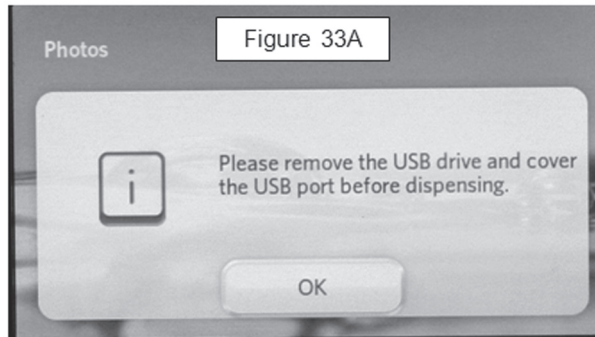 Figure 33A
Photos
i
Please remove the USB drive and cover
the USB port before dispensing.
OK